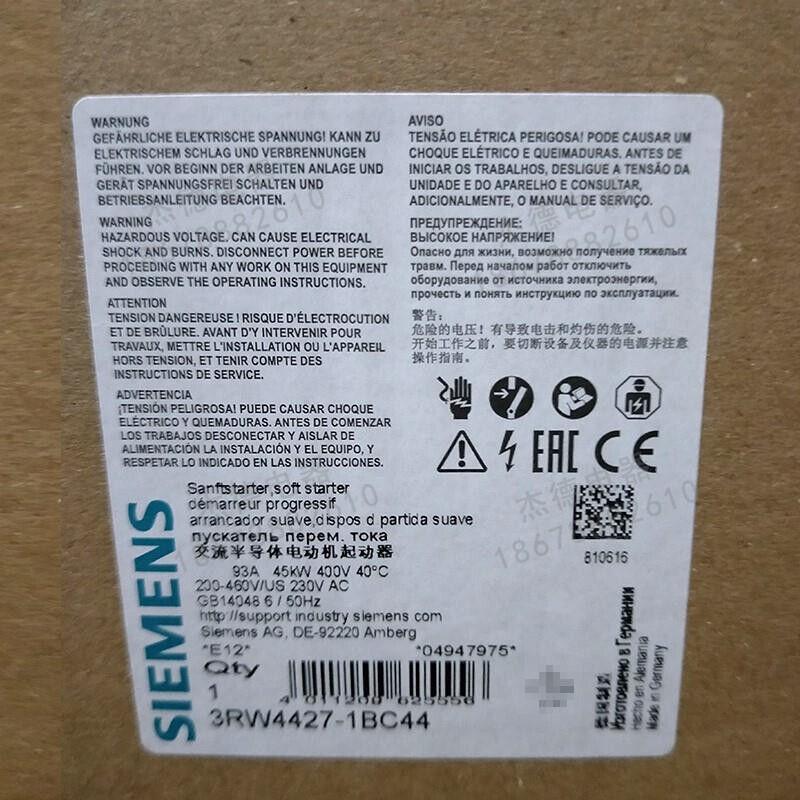 WARNUNG
GEFÄHRLICHE ELEKTRISCHE SPANNUNG! KANN ZU
ELEKTRISCHEM SCHLAG UND VERBRENNUNGEN
FÜHREN. VOR BEGINN DER ARBEITEN ANLAGE UND
GERÄT SPANNUNGSFREI SCHALTEN UND
BETRIEBSANLEITUNG BEACHTEN.
WARNING
HAZARDOUS VOLTAGE. CAN CAUSE ELECTRICAL
SHOCK AND BURNS. DISCONNECT POWER BEFORE
PROCEEDING WITH ANY WORK ON THIS EQUIPMENT
AND OBSERVE THE OPERATING INSTRUCTIONS.
ATTENTION
TENSION DANGEREUSE ! RISQUE D'ÉLECTROCUTION
ET DE BRÛLURE. AVANT D'Y INTERVENIR POUR
TRAVAUX, METTRE L'INSTALLATION OU L'APPAREIL
HORS TENSION, ET TENIR COMPTE DES
INSTRUCTIONS DE SERVICE.
ADVERTENCIA
¡TENSIÓN PELIGROSA! PUEDE CAUSAR CHOQUE
ELÉCTRICO Y QUEMADURAS. ANTES DE COMENZAR
LOS TRABAJOS DESCONECTAR Y AISLAR DE
ALIMENTACIÓN LA INSTALACIÓN Y EL EQUIPO, Y
RESPETAR LO INDICADO EN LAS INSTRUCCIONES.
AVISO
TENSÃO ELÉTRICA PERIGOSA! PODE CAUSAR UM
CHOQUE ELÉTRICO E QUEIMADURAS. ANTES DE
INICIAR OS TRABALHOS, DESLIGUE A TENSÃO DA
UNIDADE E DO APARELHO E CONSULTAR,
ADICIONALMENTE, O MANUAL DE SERVIÇO.
ПРЕДУПРЕЖДЕНИЕ:
ВЫСОКОЕ НАПРЯЖЕНИЕ!
Опасно для жизни, возможно получение тяжелых
травм. Перед началом работ отключить
оборудование от источника электроэнергии,
прочесть и понять инструкцию по эксплуатации.
警告:
危险的电压! 有导致电击和灼伤的危险。
开始工作之前, 要切断设备及仪器的电源并注意
操作指南。
EAC CE
810616
SIEMENS
Sanftstarter,soft starter
démarreur progressif
arrancador suave,dispos d partida suave
пускатель перем. тока
交流半导体电动机起动器
93A 45kW 400V 40°C
200-460V/US 230V AC
GB14048 6 / 50Hz
http://support industry siemens com
Siemens AG, DE-92220 Amberg
*E12* *04947975*
Qty
1
4 011209 625556
3RW4427-1BC44
德国制造
Изготовлено в Германии
Hecho en Alemania
Made in Germany
杰德电器